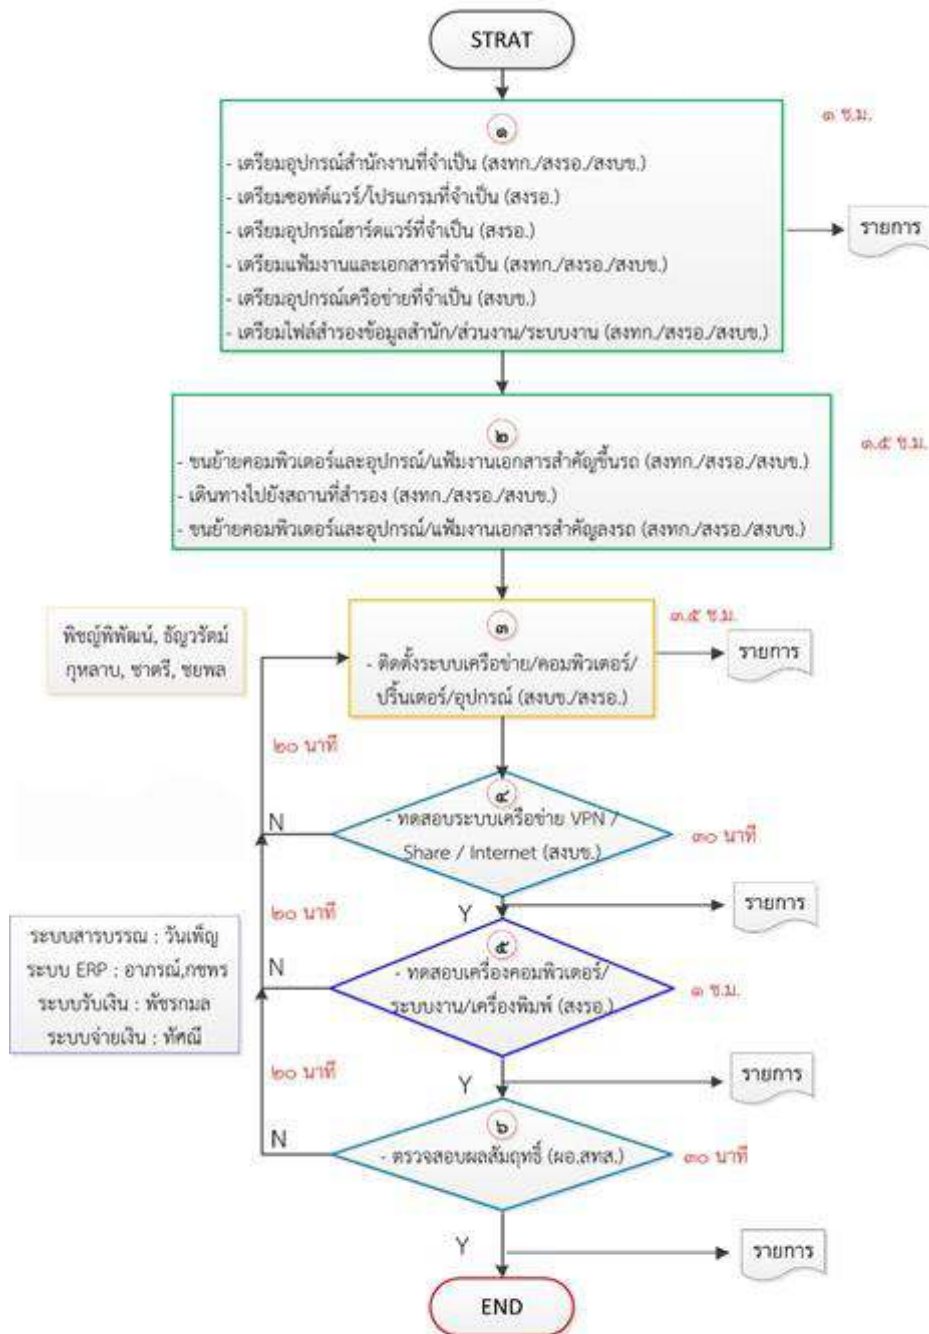 STRAT
๑ ช.ม.
๑
- เตรียมอุปกรณ์สำนักงานที่จำเป็น (สงทก./สงรอ./สงบข.)
- เตรียมซอฟต์แวร์/โปรแกรมที่จำเป็น (สงรอ.)
- เตรียมอุปกรณ์ฮาร์ดแวร์ที่จำเป็น (สงรอ.)
- เตรียมแฟ้มงานและเอกสารที่จำเป็น (สงทก./สงรอ./สงบข.)
- เตรียมอุปกรณ์เครือข่ายที่จำเป็น (สงบข.)
- เตรียมไฟล์สำรองข้อมูลสำนัก/ส่วนงาน/ระบบงาน (สงทก./สงรอ./สงบข.)
รายการ
๒
๑.๕ ช.ม.
- ขนย้ายคอมพิวเตอร์และอุปกรณ์/แฟ้มงานเอกสารสำคัญขึ้นรถ (สงทก./สงรอ./สงบข.)
- เดินทางไปยังสถานที่สำรอง (สงทก./สงรอ./สงบข.)
- ขนย้ายคอมพิวเตอร์และอุปกรณ์/แฟ้มงานเอกสารสำคัญลงรถ (สงทก./สงรอ./สงบข.)
พิชญ์พิพัฒน์, ธัญวรัตม์
กุหลาบ, ชาตรี, ชยพล
๓
๓.๕ ช.ม.
- ติดตั้งระบบเครือข่าย/คอมพิวเตอร์/
ปริ้นเตอร์/อุปกรณ์ (สงบข./สงรอ.)
รายการ
๒๐ นาที
๔
N
- ทดสอบระบบเครือข่าย VPN /
Share / Internet (สงบข.)
๓๐ นาที
Y
รายการ
๒๐ นาที
ระบบสารบรรณ : วันเพ็ญ
ระบบ ERP : อาภรณ์,กชพร
ระบบรับเงิน : พัชรกมล
ระบบจ่ายเงิน : ทัศณี
๕
N
- ทดสอบเครื่องคอมพิวเตอร์/
ระบบงาน/เครื่องพิมพ์ (สงรอ.)
๑ ช.ม.
Y
รายการ
๒๐ นาที
๖
N
- ตรวจสอบผลสัมฤทธิ์ (ผอ.สทส.)
๓๐ นาที
Y
รายการ
END